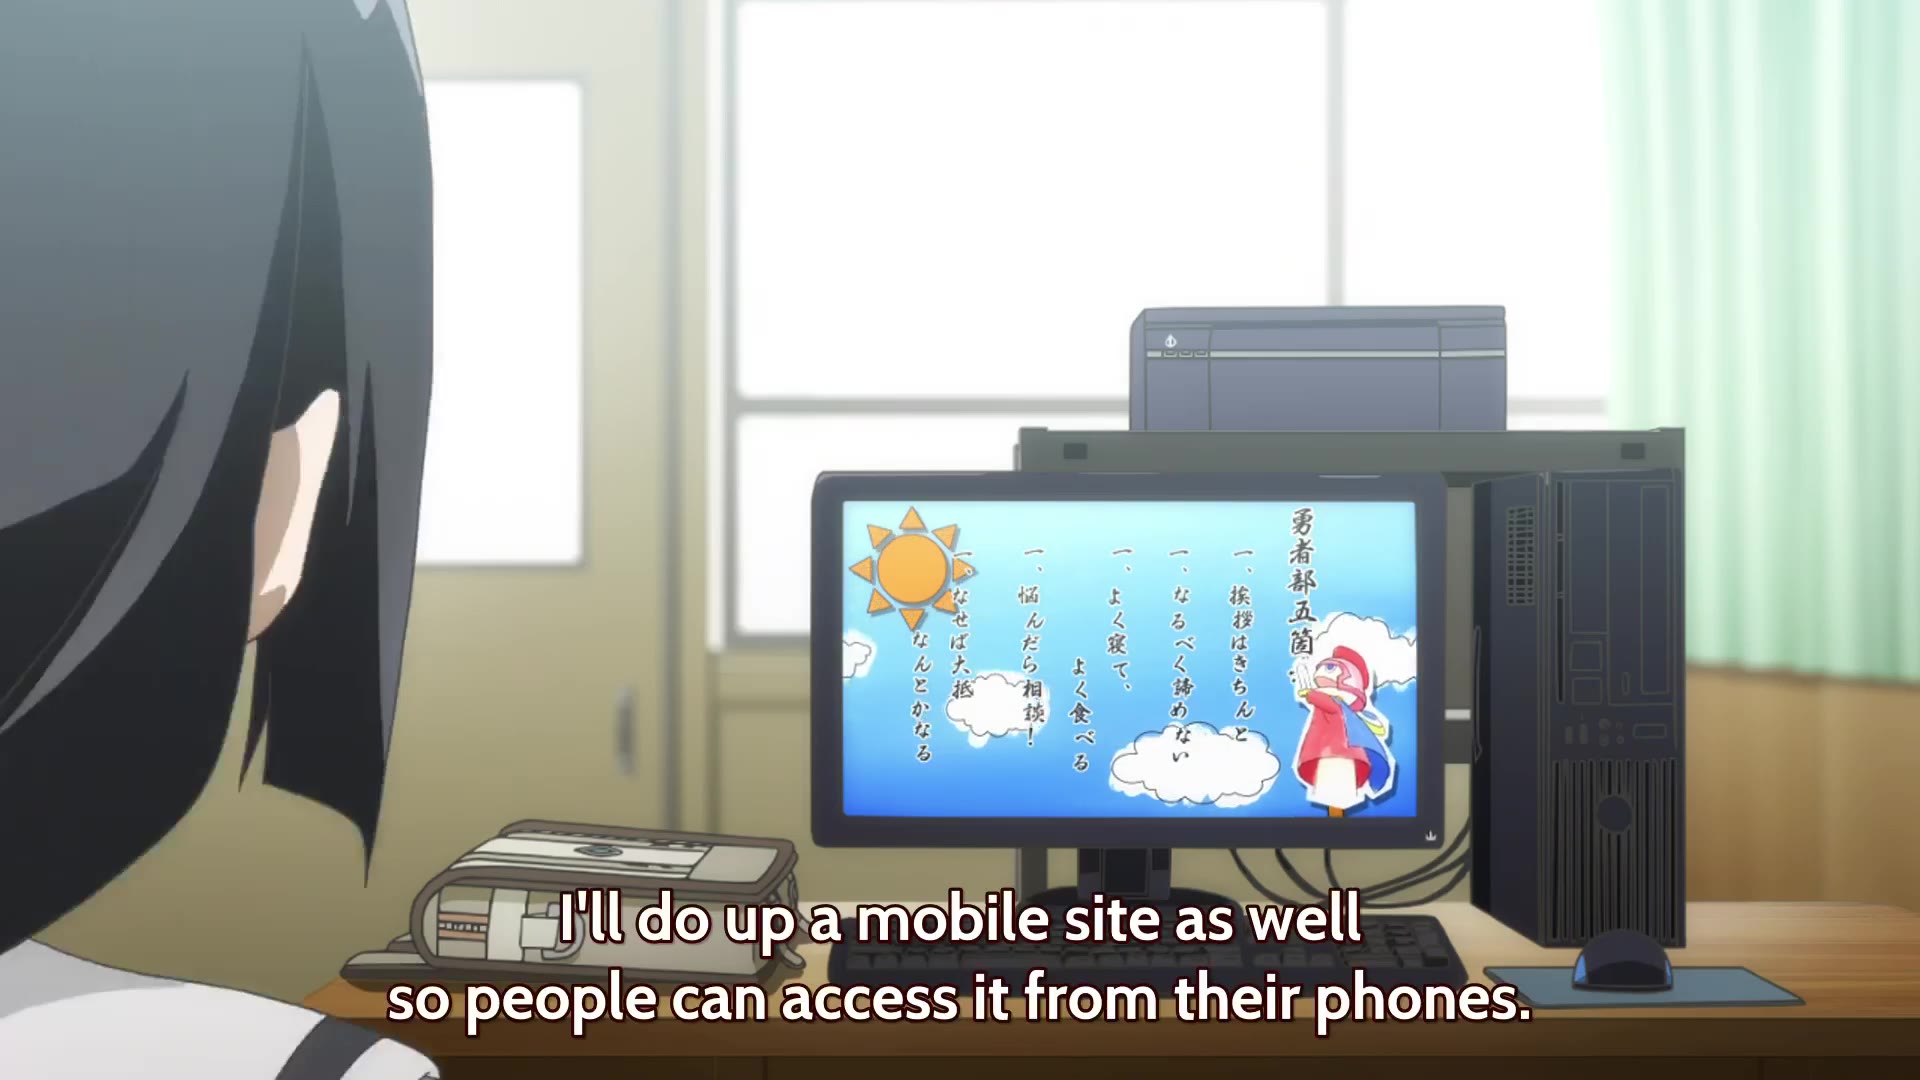 勇者部五箇
一、挨拶はきちんと
一、なるべく諦めない
一、よく寝て、
よく食べる
一、悩んだら相談！
一、なせば大抵
なんとかなる
I'll do up a mobile site as well
so people can access it from their phones.